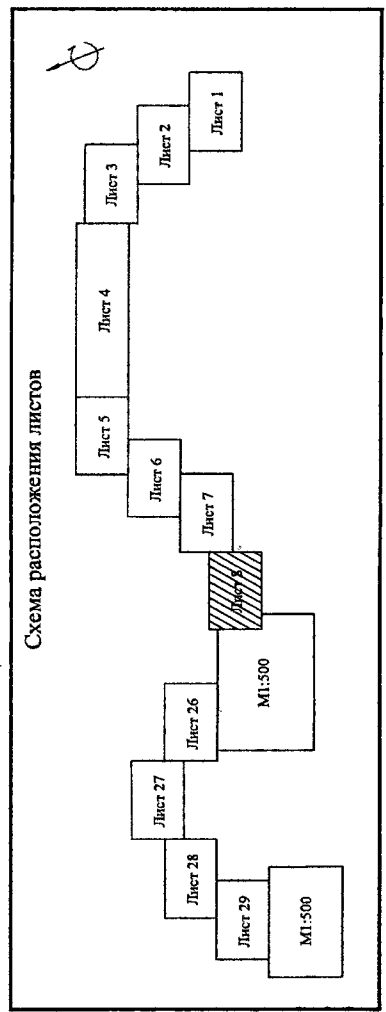 Схема расположения листов
Лист 1
Лист 2
Лист 3
Лист 4
Лист 5
Лист 6
Лист 7
Лист 8
М1:500
Лист 26
Лист 27
Лист 28
Лист 29
М1:500